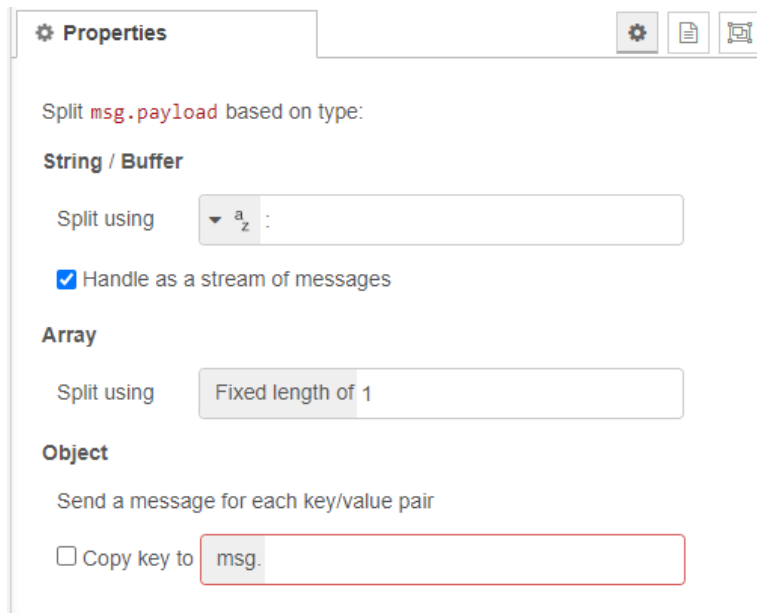 Properties
Split msg.payload based on type:
String / Buffer
Split using az :
Handle as a stream of messages
Array
Split using Fixed length of 1
Object
Send a message for each key/value pair
Copy key to msg.